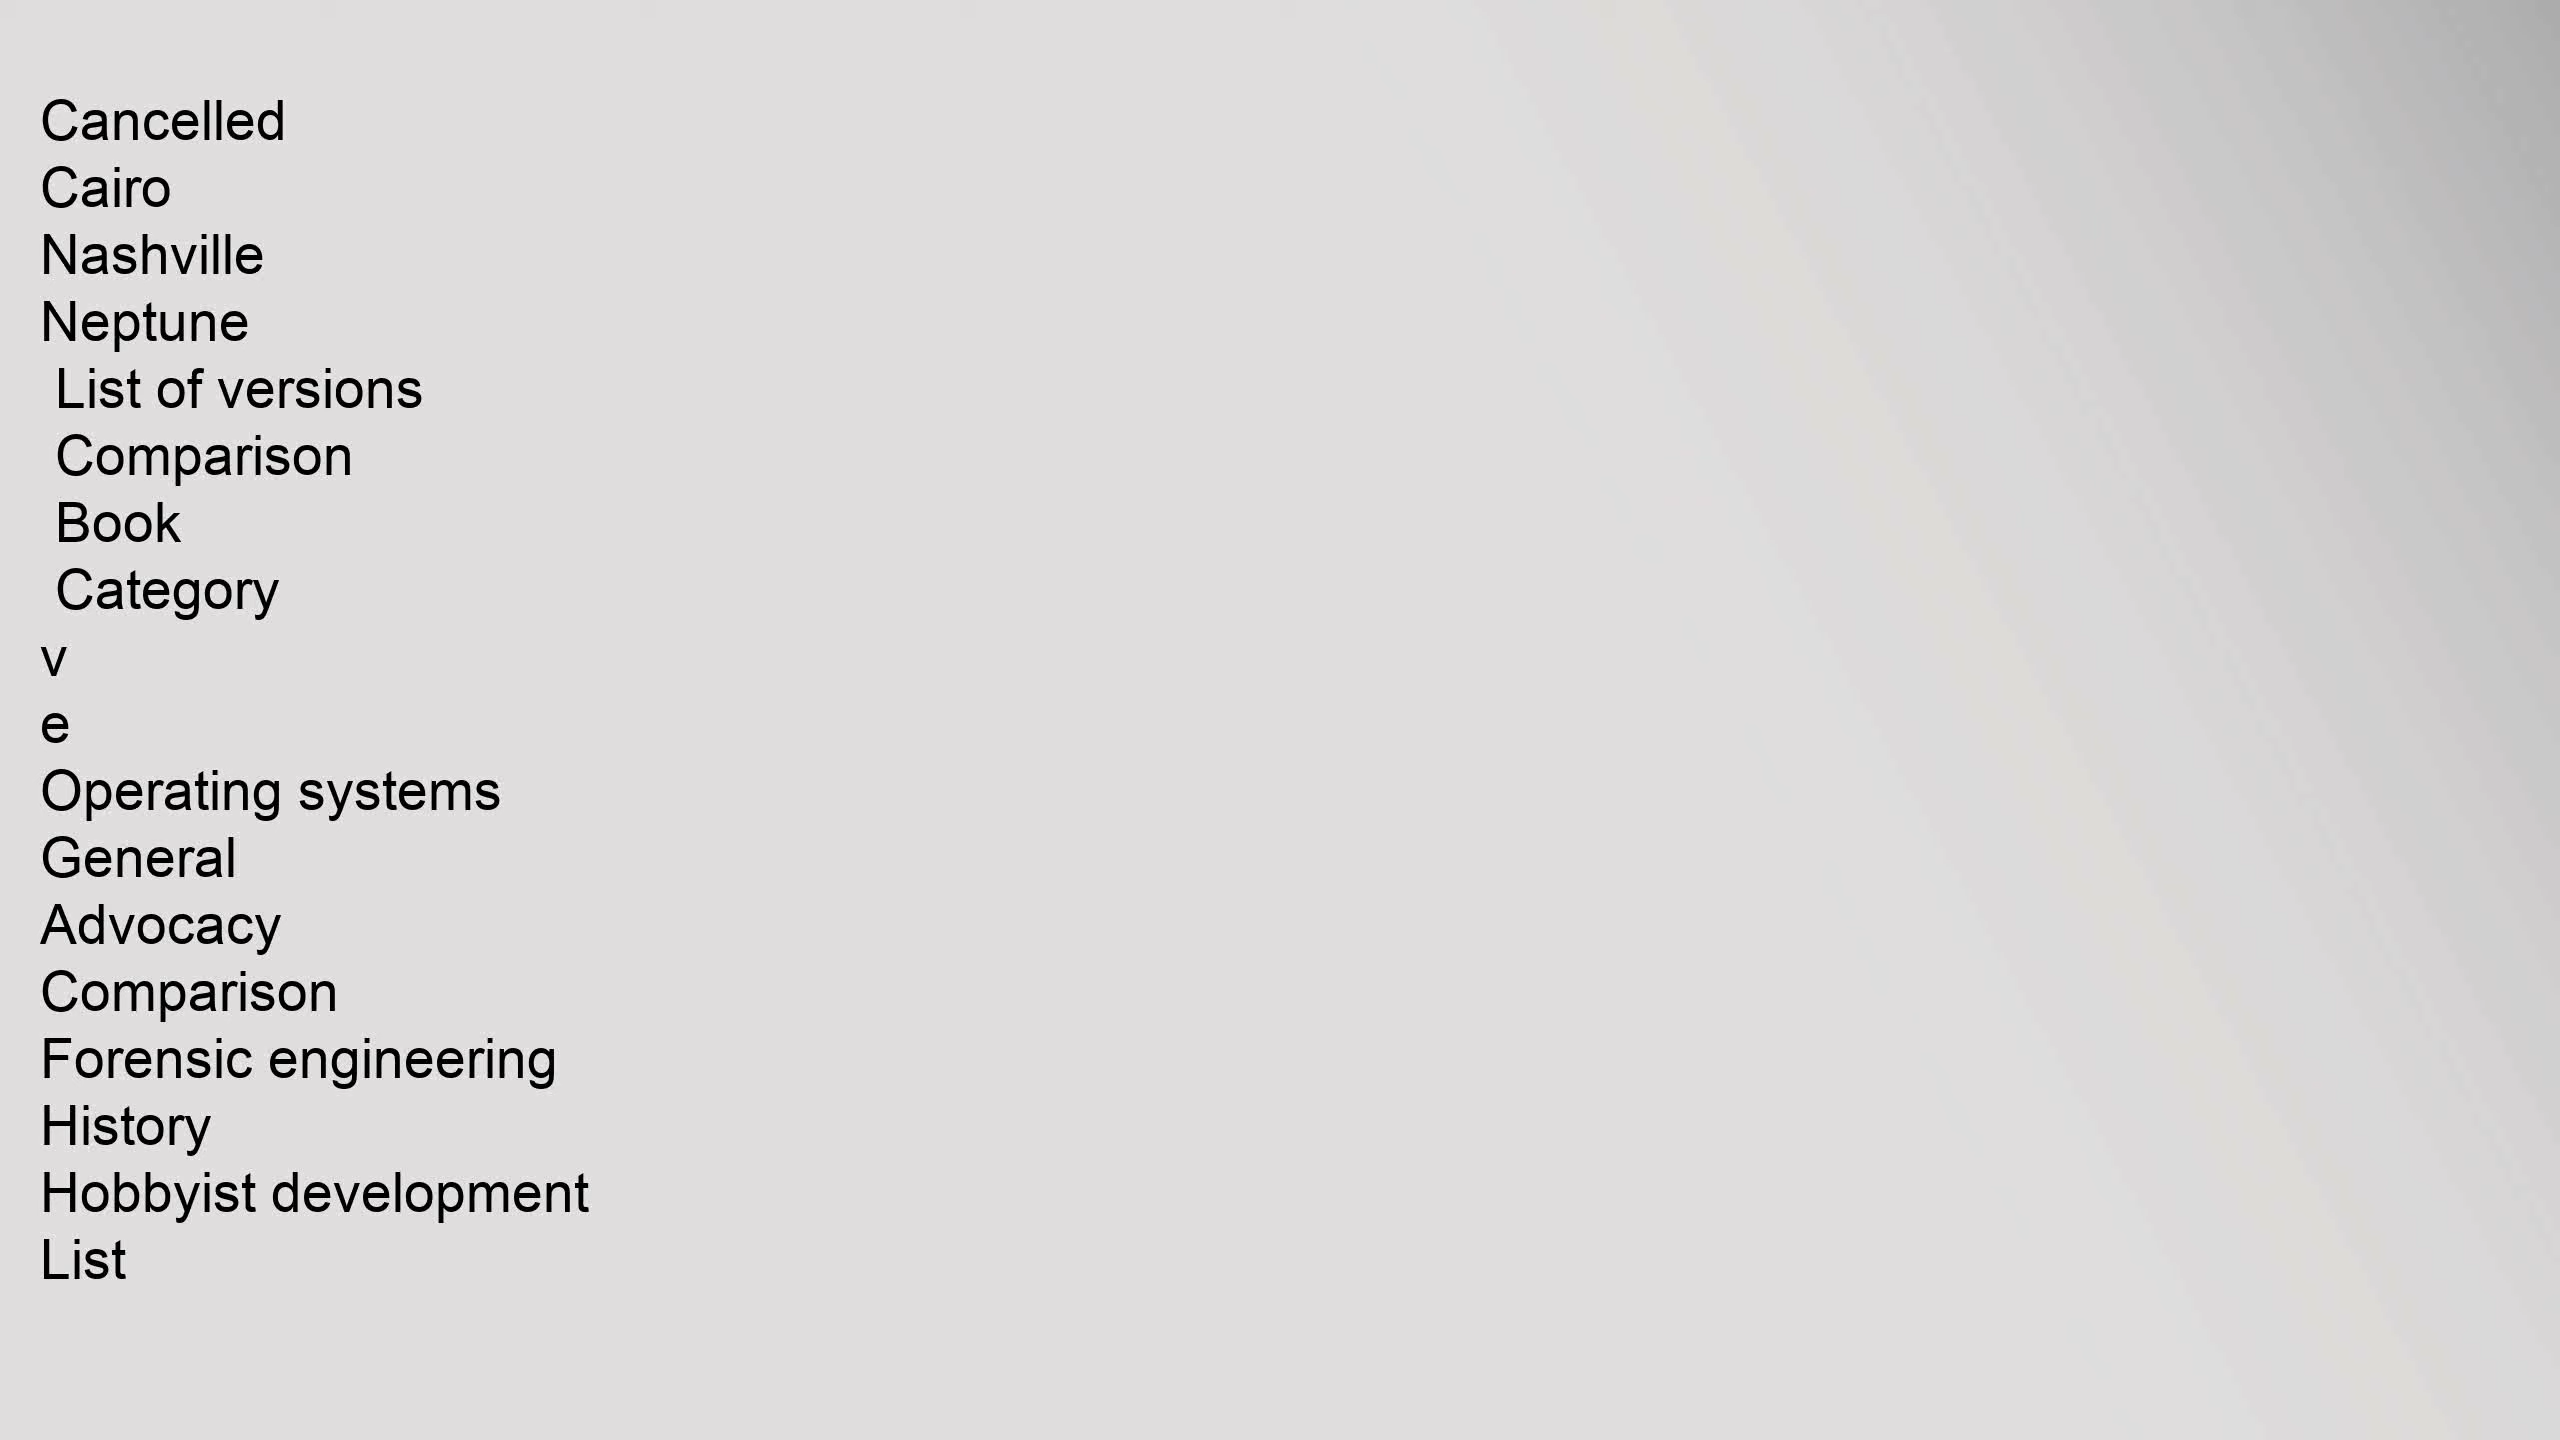 Cancelled
Cairo
Nashville
Neptune
List of versions
Comparison
Book
Category
v
e
Operating systems
General
Advocacy
Comparison
Forensic engineering
History
Hobbyist development
List